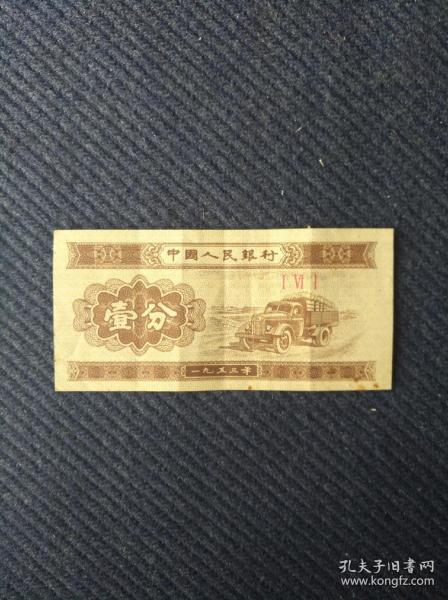 中國人民銀行
I VI I
壹分
一九五三年
孔夫子旧书网
www.kongfz.com